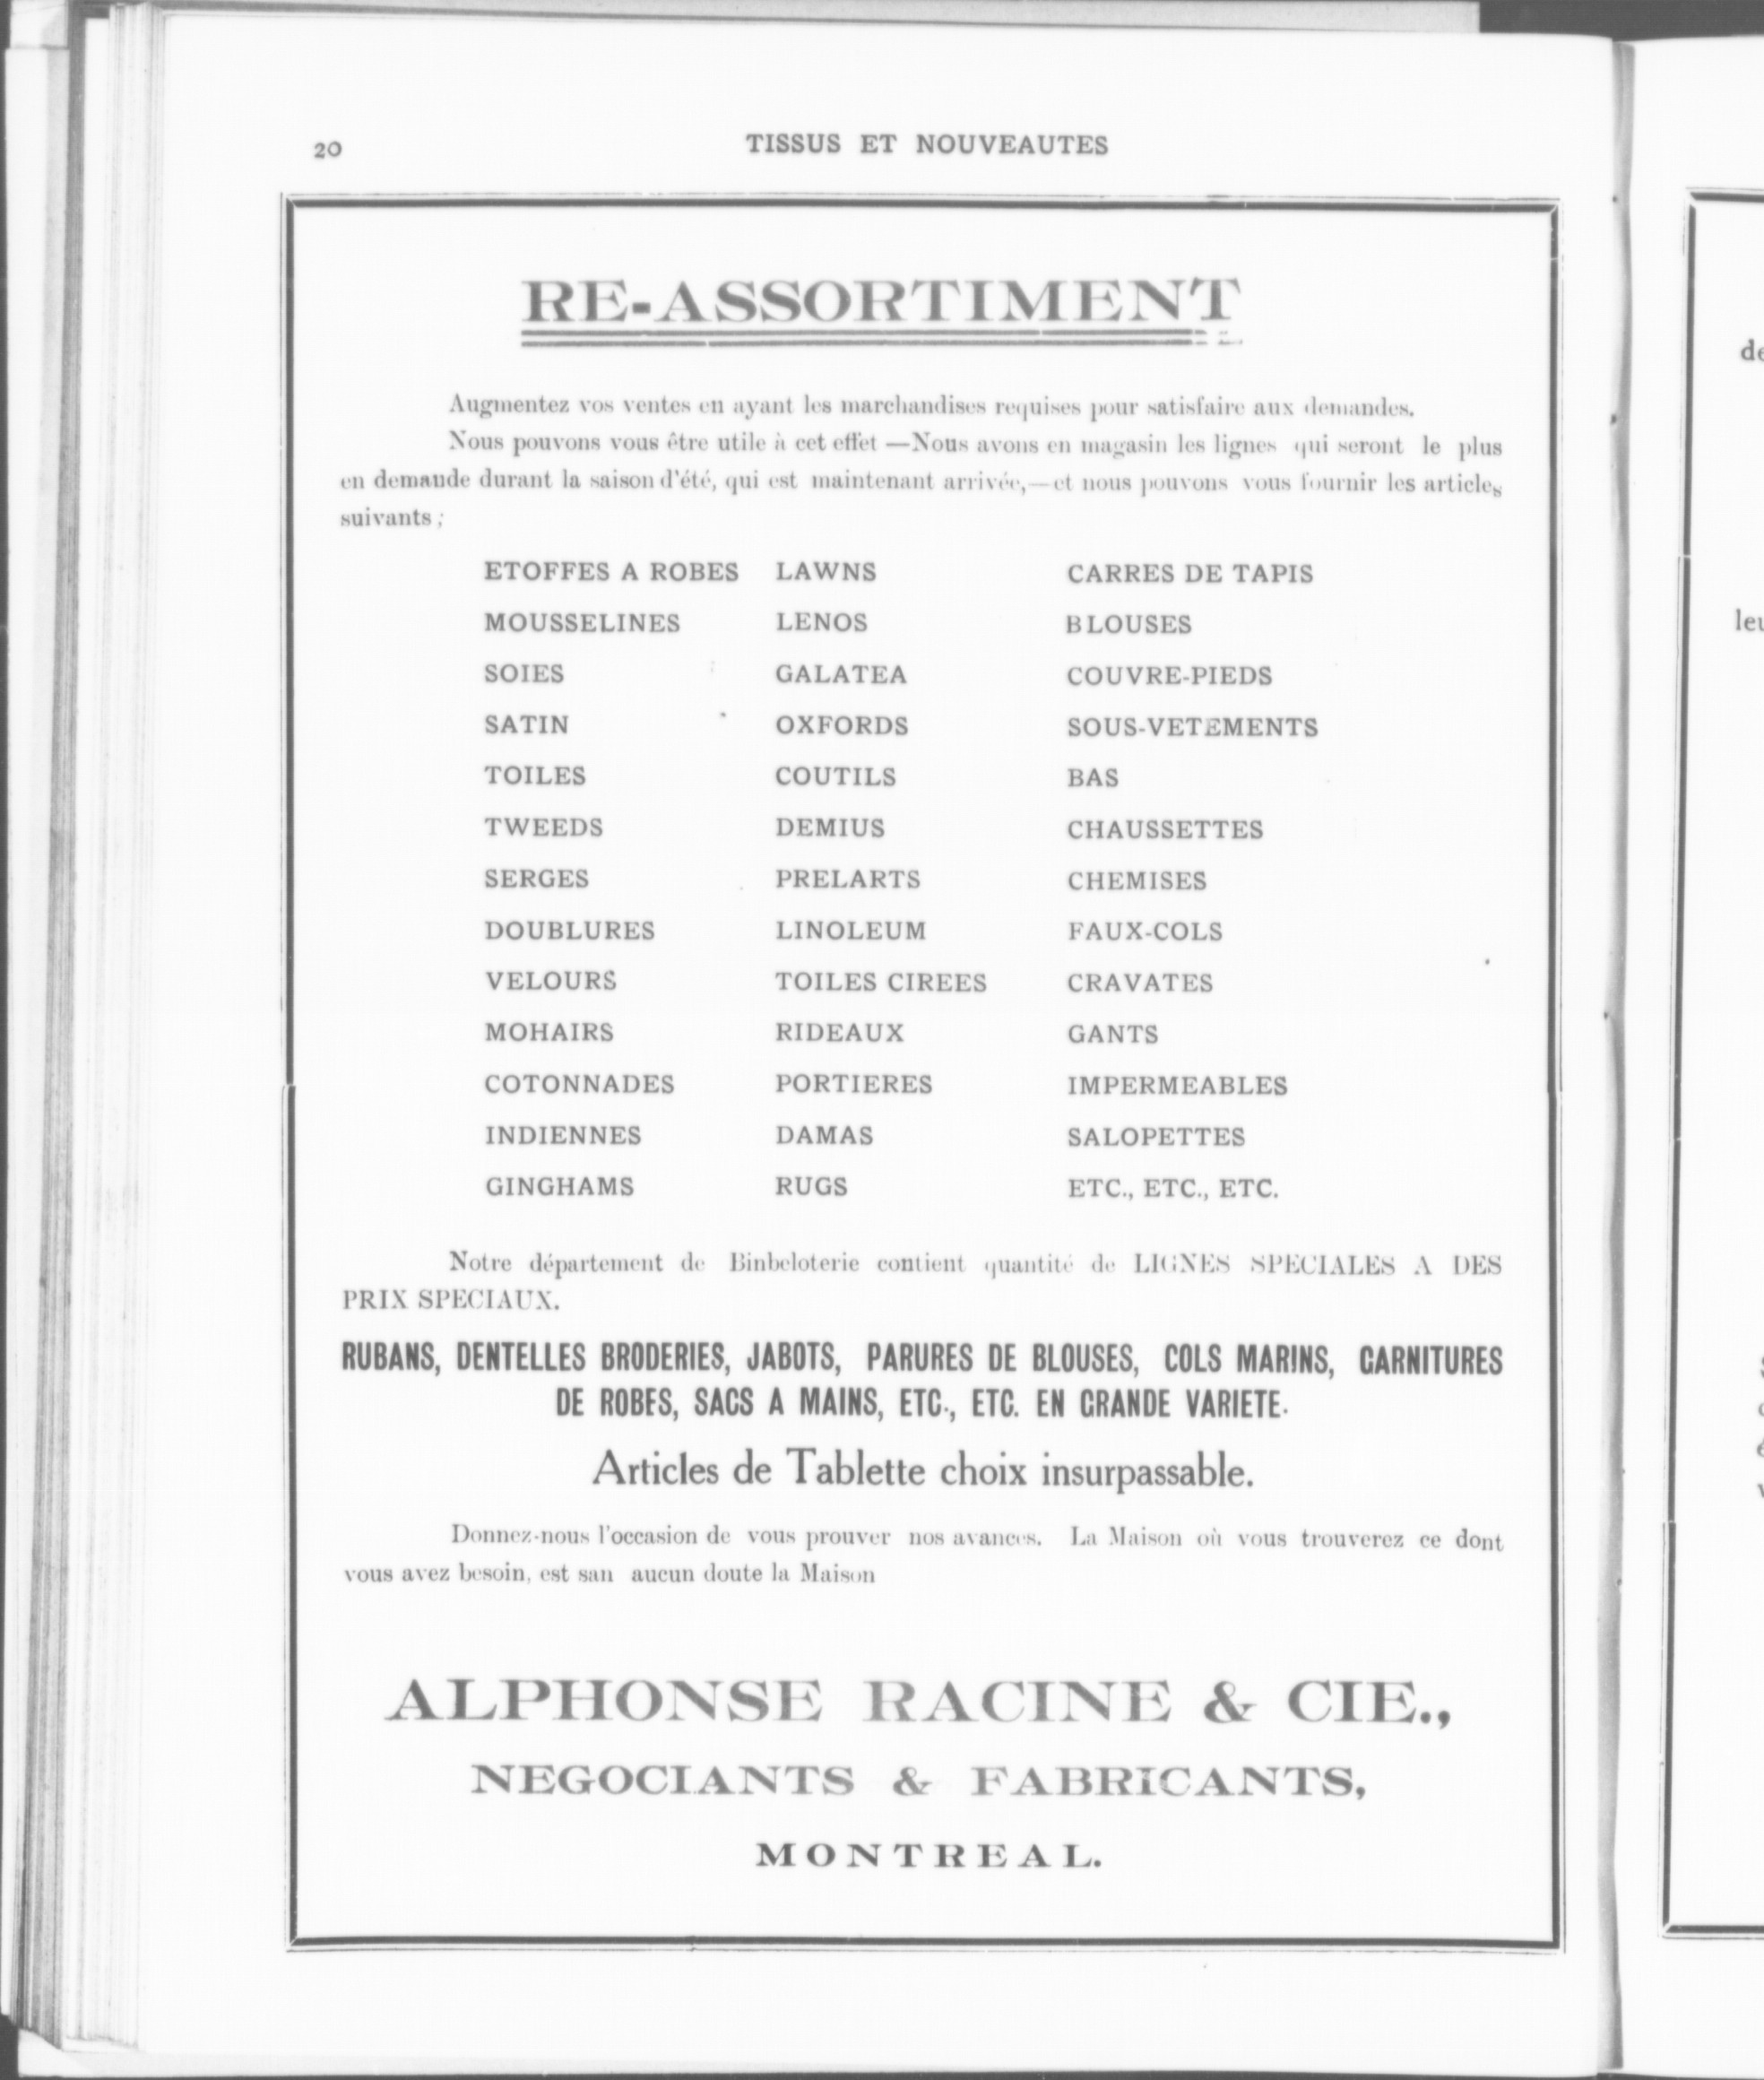 20
TISSUS ET NOUVEAUTES
RE-ASSORTIMENT
Augmentez vos ventes en ayant les marchandises requises pour satisfaire aux demandes.
Nous pouvons vous être utile à cet effet —Nous avons en magasin les lignes qui seront le plus
en demande durant la saison d'été, qui est maintenant arrivée,—et nous pouvons vous fournir les articles
suivants ;
ETOFFES A ROBES LAWNS CARRES DE TAPIS
MOUSSELINES LENOS BLOUSES
SOIES GALATEA COUVRE-PIEDS
SATIN OXFORDS SOUS-VETEMENTS
TOILES COUTILS BAS
TWEEDS DEMIUS CHAUSSETTES
SERGES PRELARTS CHEMISES
DOUBLURES LINOLEUM FAUX-COLS
VELOURS TOILES CIREES CRAVATES
MOHAIRS RIDEAUX GANTS
COTONNADES PORTIERES IMPERMEABLES
INDIENNES DAMAS SALOPETTES
GINGHAMS RUGS ETC., ETC., ETC.
Notre département de Binbeloterie contient quantité de LIGNES SPECIALES A DES
PRIX SPECIAUX.
RUBANS, DENTELLES BRODERIES, JABOTS, PARURES DE BLOUSES, COLS MARINS, GARNITURES
DE ROBES, SACS A MAINS, ETC., ETC. EN GRANDE VARIETE.
Articles de Tablette choix insurpassable.
Donnez-nous l'occasion de vous prouver nos avances. La Maison où vous trouverez ce dont
vous avez besoin, est san aucun doute la Maison
ALPHONSE RACINE & CIE.,
NEGOCIANTS & FABRICANTS,
MONTREAL.